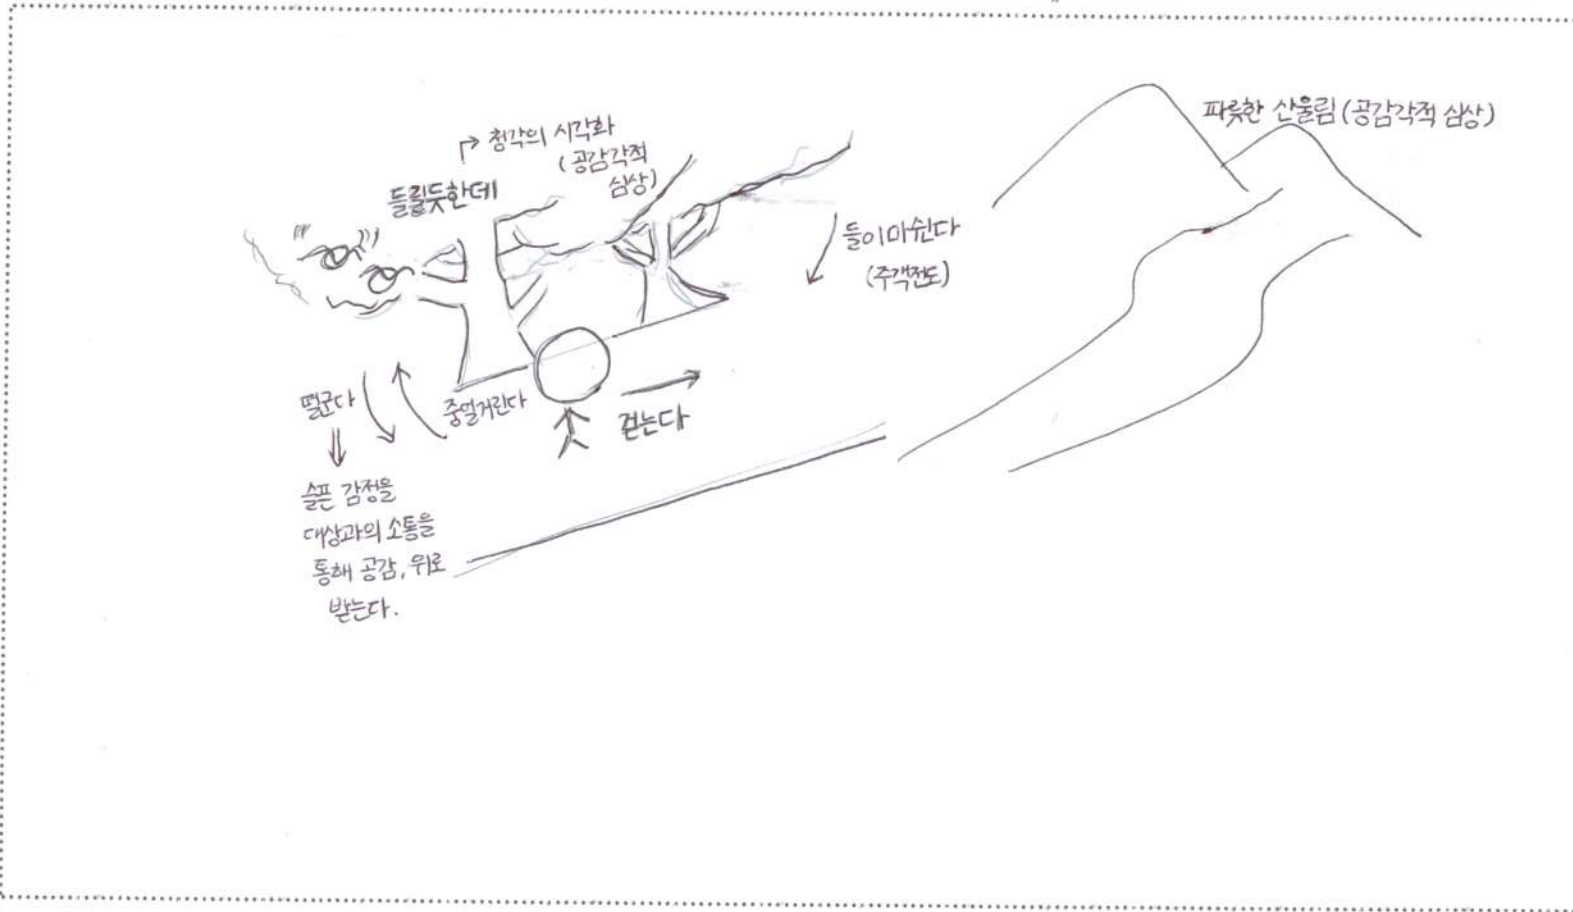 청각의 시각화
(공감각적
심상)
들릴듯한데
파릇한 산울림(공감각적 심상)
들이마쉰다
(주객전도)
떨군다
중얼거린다
걷는다
슬픈 감정을
대상과의 소통을
통해 공감, 위로
받는다.